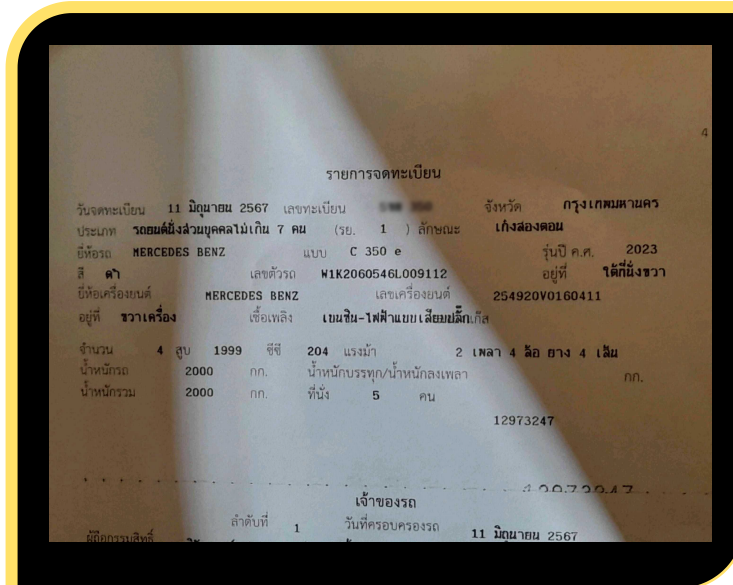 4
รายการจดทะเบียน
วันจดทะเบียน 11 มิถุนายน 2567 เลขทะเบียน จังหวัด กรุงเทพมหานคร
ประเภท รถยนต์นั่งส่วนบุคคลไม่เกิน 7 คน (รย. 1 ) ลักษณะ เก๋งสองตอน
ยี่ห้อรถ MERCEDES BENZ แบบ C 350 e รุ่นปี ค.ศ. 2023
สี ดำ เลขตัวรถ W1K2060546L009112 อยู่ที่ ใต้ที่นั่งขวา
ยี่ห้อเครื่องยนต์ MERCEDES BENZ เลขเครื่องยนต์ 254920V0160411
อยู่ที่ ขวาเครื่อง เชื้อเพลิง เบนซิน-ไฟฟ้าแบบเสียบปลั๊ก
จำนวน 4 สูบ 1999 ซีซี 204 แรงม้า 2 เพลา 4 ล้อ ยาง 4 เส้น
น้ำหนักรถ 2000 กก. น้ำหนักบรรทุก/น้ำหนักลงเพลา กก.
น้ำหนักรวม 2000 กก. ที่นั่ง 5 คน
12973247
เจ้าของรถ
ลำดับที่ 1 วันที่ครอบครองรถ 11 มิถุนายน 2567
ผู้ถือกรรมสิทธิ์